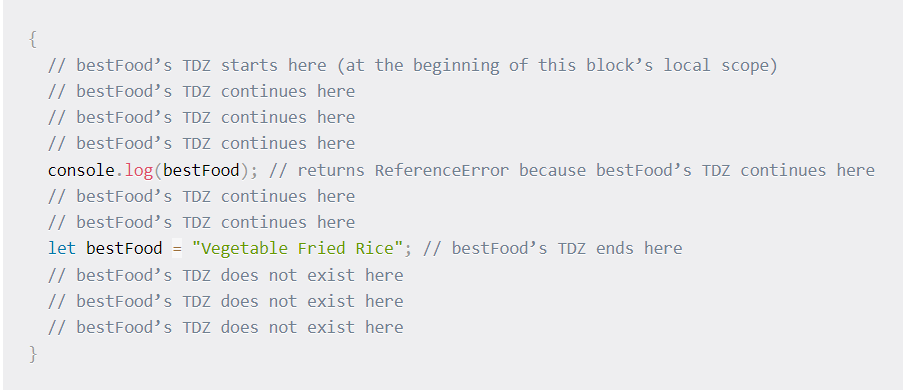 {
// bestFood’s TDZ starts here (at the beginning of this block’s local scope)
// bestFood’s TDZ continues here
// bestFood’s TDZ continues here
// bestFood’s TDZ continues here
console.log(bestFood); // returns ReferenceError because bestFood’s TDZ continues here
// bestFood’s TDZ continues here
// bestFood’s TDZ continues here
let bestFood = "Vegetable Fried Rice"; // bestFood’s TDZ ends here
// bestFood’s TDZ does not exist here
// bestFood’s TDZ does not exist here
// bestFood’s TDZ does not exist here
}